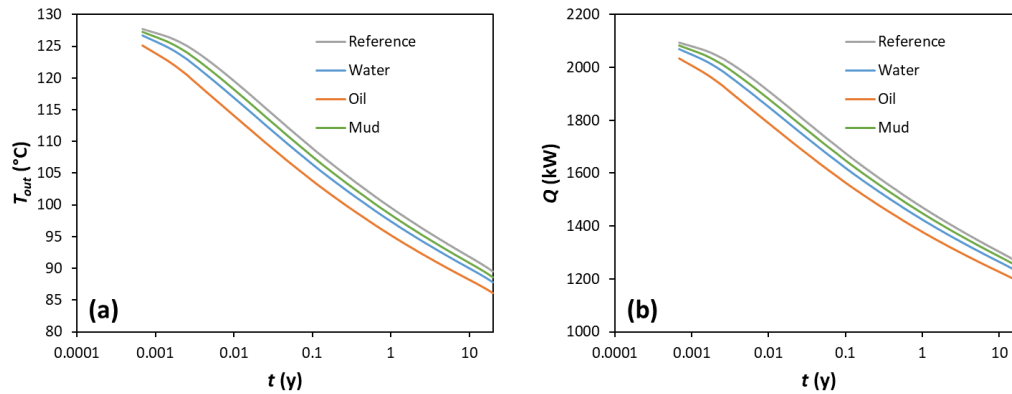 130
125
120
115
110
105
100
95
90
85
80
T_out (°C)
Reference
Water
Oil
Mud
(a)
0.0001
0.001
0.01
0.1
1
10
t (y)
2200
2000
1800
1600
1400
1200
1000
Q (kW)
Reference
Water
Oil
Mud
(b)
0.0001
0.001
0.01
0.1
1
10
t (y)